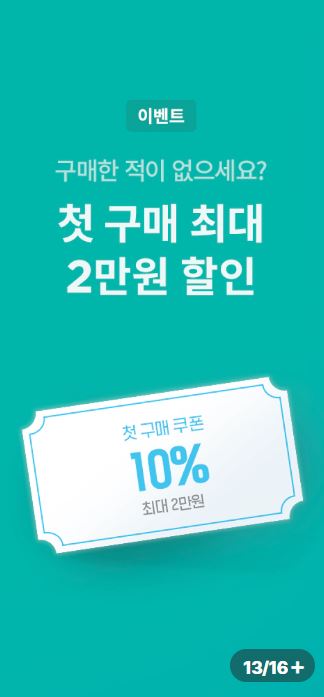 이벤트
구매한 적이 없으세요?
첫 구매 최대
2만원 할인
첫 구매 쿠폰
10%
최대 2만원
13/16+